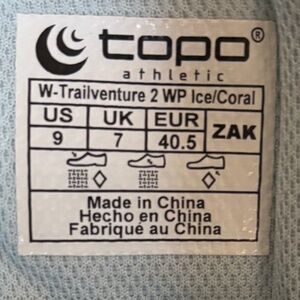 topo®
athletic
W-Trailventure 2 WP Ice/Coral
US UK EUR ZAK
9 7 40.5
Made in China
Hecho en China
Fabriqué au China